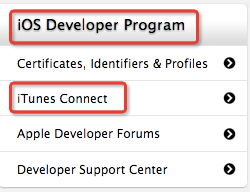 iOS Developer Program
Certificates, Identifiers & Profiles
iTunes Connect
Apple Developer Forums
Developer Support Center